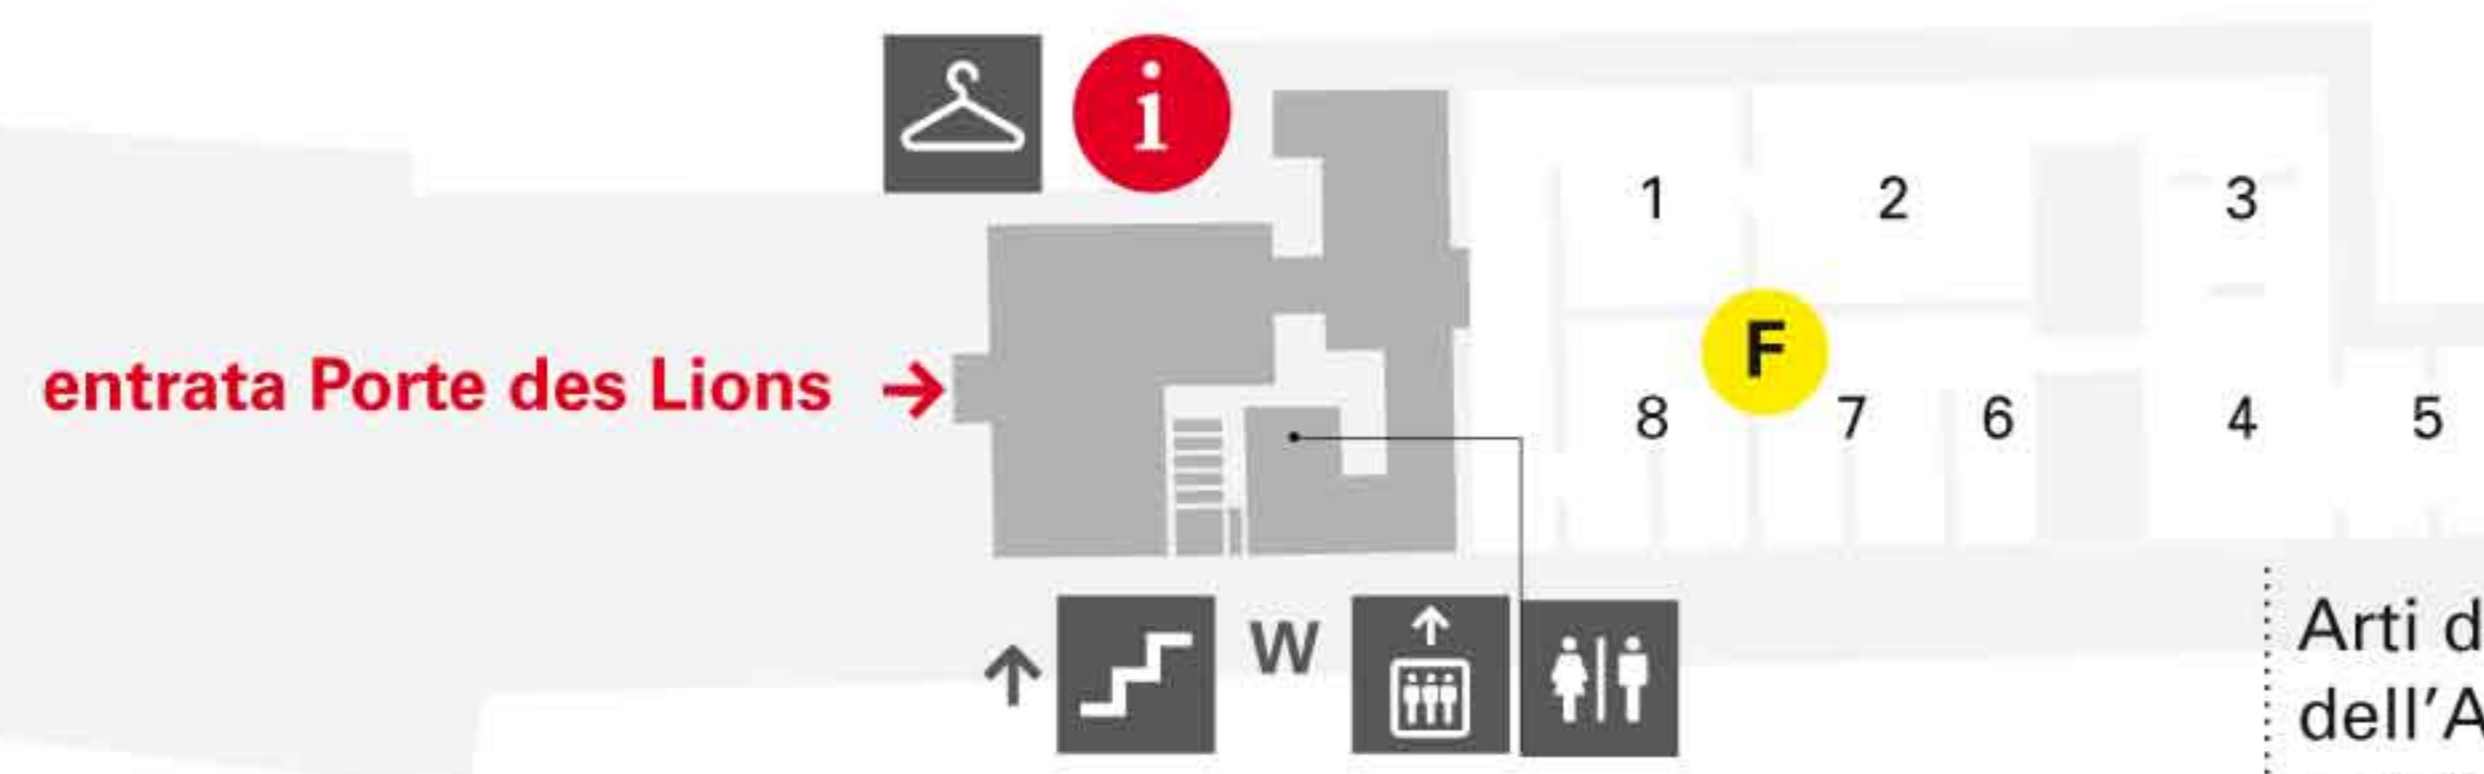 i
1 2 3
F
entrata Porte des Lions →
8 7 6 4 5
W
Arti d
dell'A